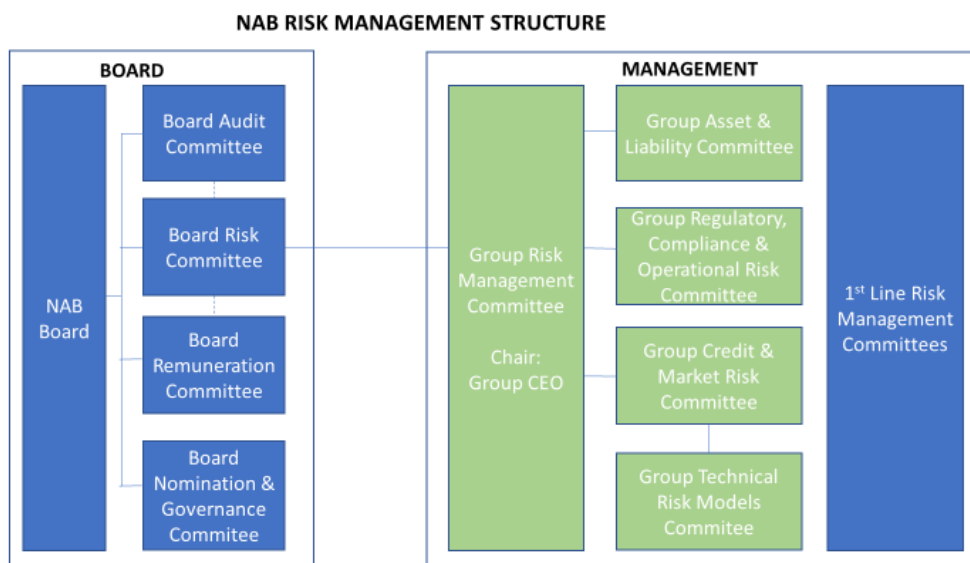 NAB RISK MANAGEMENT STRUCTURE
BOARD
NAB
Board
Board Audit
Committee
Board Risk
Committee
Board
Remuneration
Committee
Board
Nomination &
Governance
Commitee
MANAGEMENT
Group Risk
Management
Committee
Chair:
Group CEO
Group Asset &
Liability Committee
Group Regulatory,
Compliance &
Operational Risk
Committee
Group Credit &
Market Risk
Committee
Group Technical
Risk Models
Commitee
1st Line Risk
Management
Committees